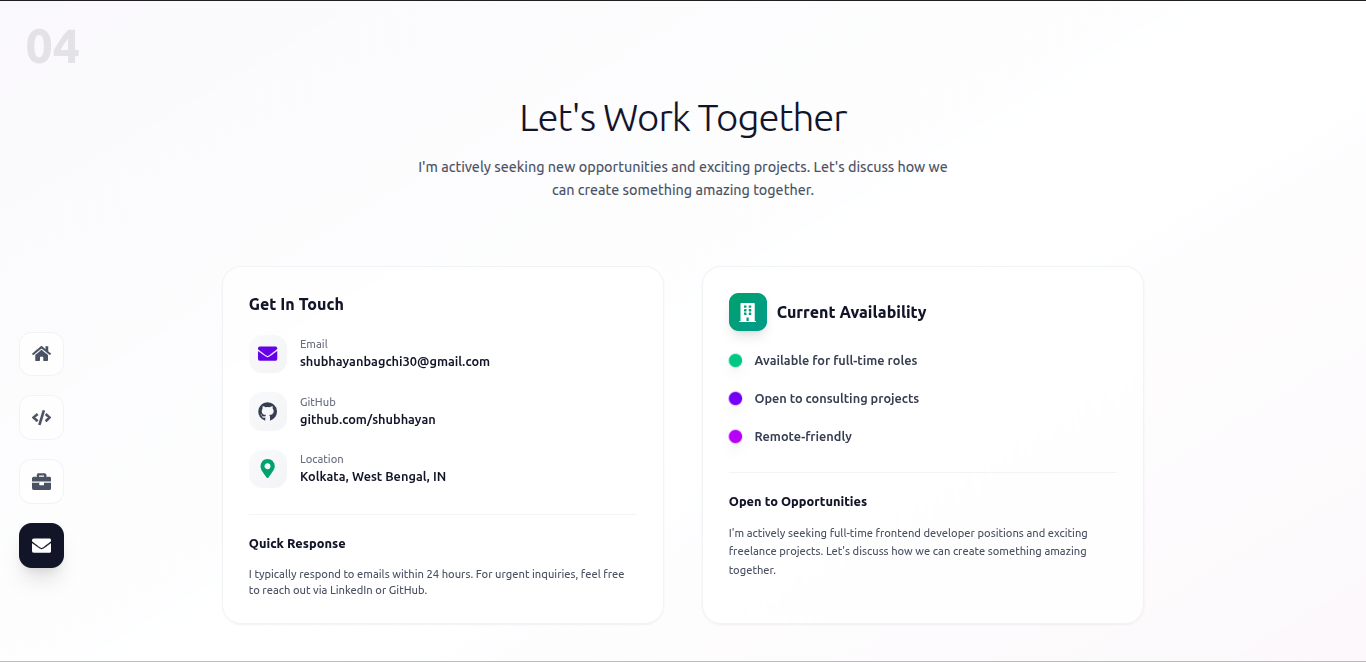 04
Let's Work Together
I'm actively seeking new opportunities and exciting projects. Let's discuss how we
can create something amazing together.
Get In Touch
Email
shubhayanbagchi30@gmail.com
GitHub
github.com/shubhayan
Location
Kolkata, West Bengal, IN
Quick Response
I typically respond to emails within 24 hours. For urgent inquiries, feel free
to reach out via LinkedIn or GitHub.
Current Availability
Available for full-time roles
Open to consulting projects
Remote-friendly
Open to Opportunities
I'm actively seeking full-time frontend developer positions and exciting
freelance projects. Let's discuss how we can create something amazing
together.